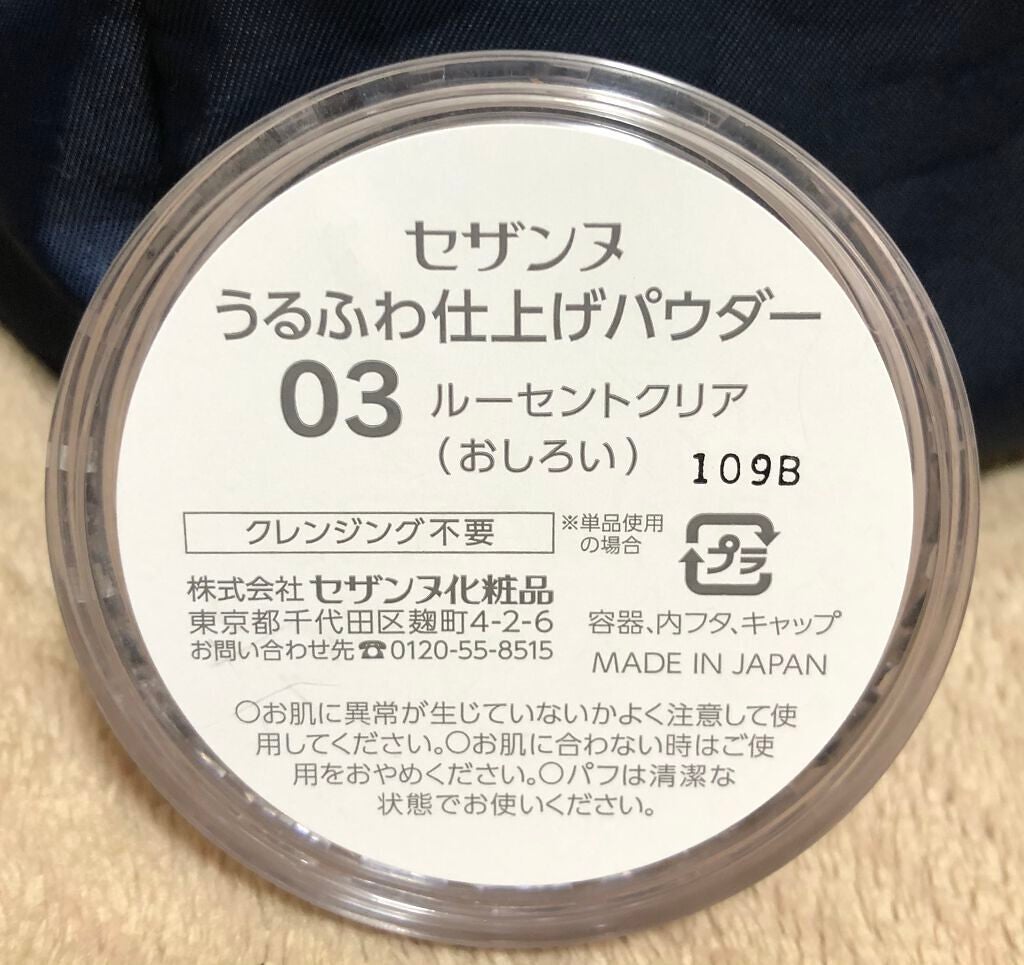 セザンヌ
うるふわ仕上げパウダー
03 ルーセントクリア
（おしろい）
109B
クレンジング不要
※単品使用
の場合
プラ
株式会社 セザンヌ化粧品
東京都千代田区麹町4-2-6
お問い合わせ先☎0120-55-8515
容器、内フタ、キャップ
MADE IN JAPAN
○お肌に異常が生じていないかよく注意して使
用してください。○お肌に合わない時はご使
用をおやめください。○パフは清潔な
状態でお使いください。